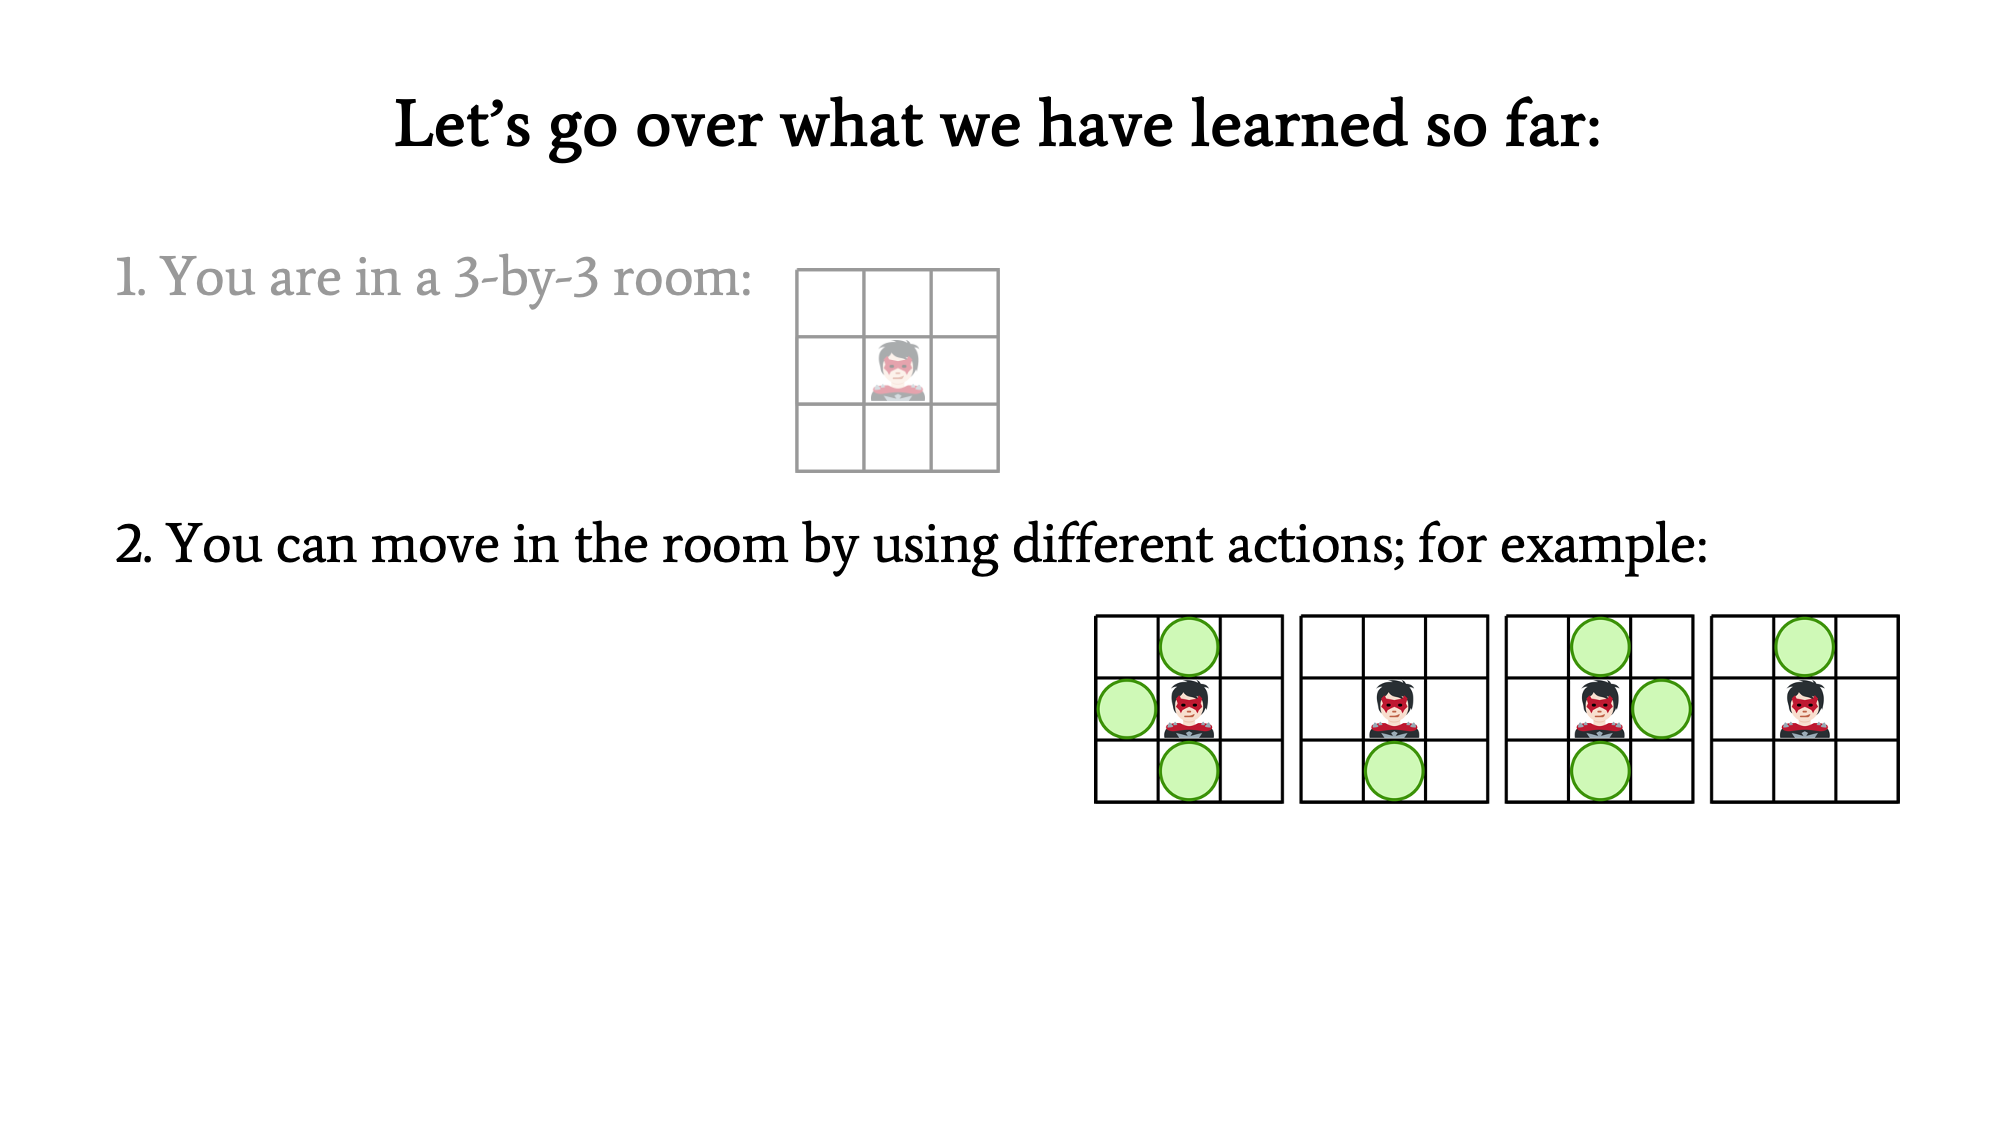 Let’s go over what we have learned so far:
1. You are in a 3-by-3 room:
2. You can move in the room by using different actions; for example: